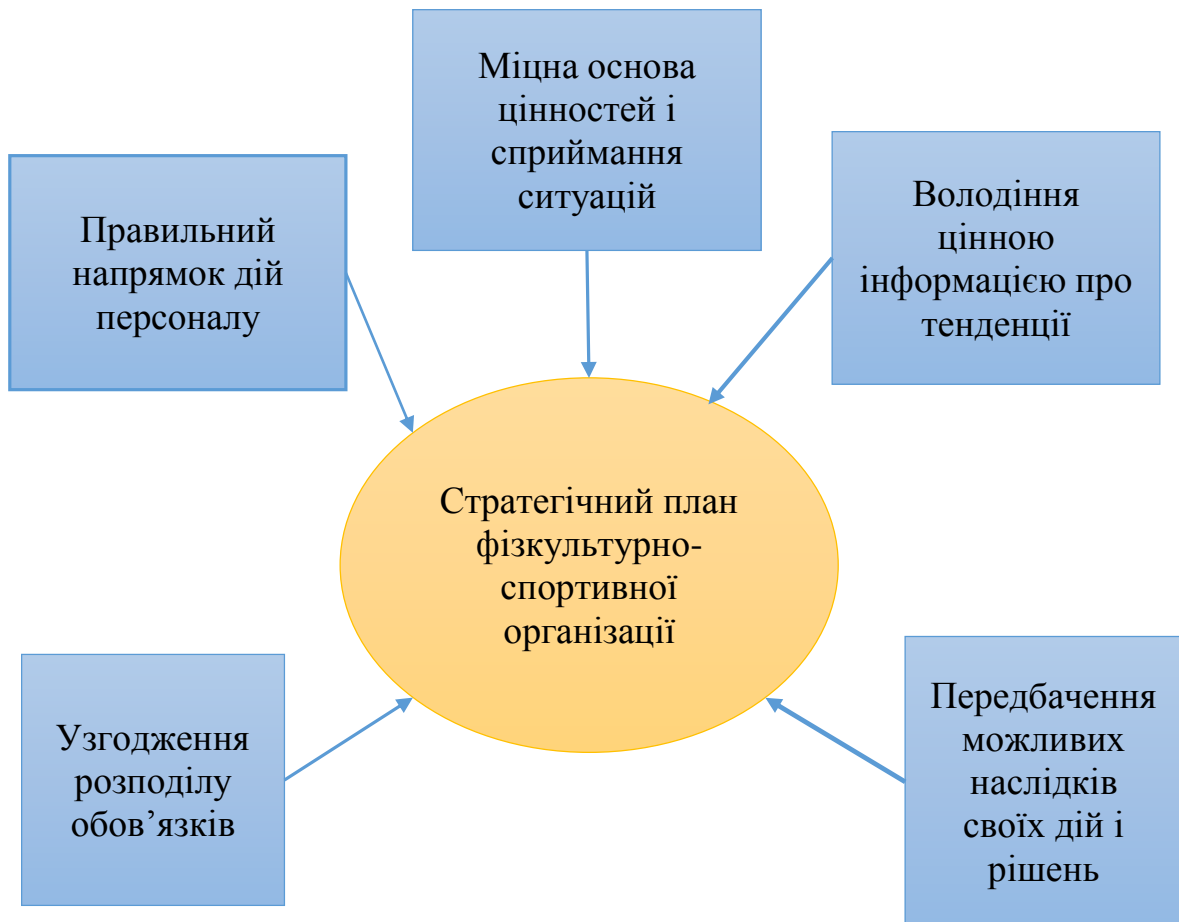 Міцна основа
цінностей і
сприймання
ситуацій
Правильний
напрямок дій
персоналу
Володіння
цінною
інформацією про
тенденції
Стратегічний план
фізкультурно-
спортивної
організації
Узгодження
розподілу
обов’язків
Передбачення
можливих
наслідків
своїх дій і
рішень